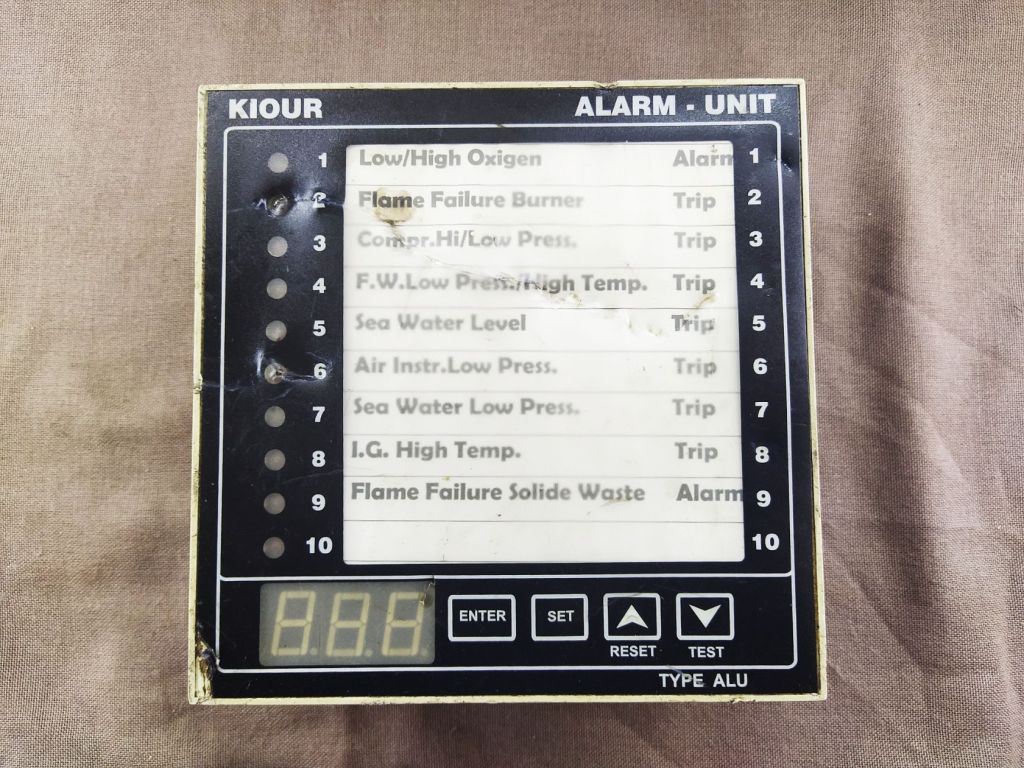 KIOUR ALARM - UNIT
1 Low/High Oxigen Alarm 1
2 Flame Failure Burner Trip 2
3 Compr.Hi/Low Press. Trip 3
4 F.W.Low Press./High Temp. Trip 4
5 Sea Water Level Trip 5
6 Air Instr.Low Press. Trip 6
7 Sea Water Low Press. Trip 7
8 I.G. High Temp. Trip 8
9 Flame Failure Solide Waste Alarm 9
10 10
ENTER SET
RESET TEST
TYPE ALU